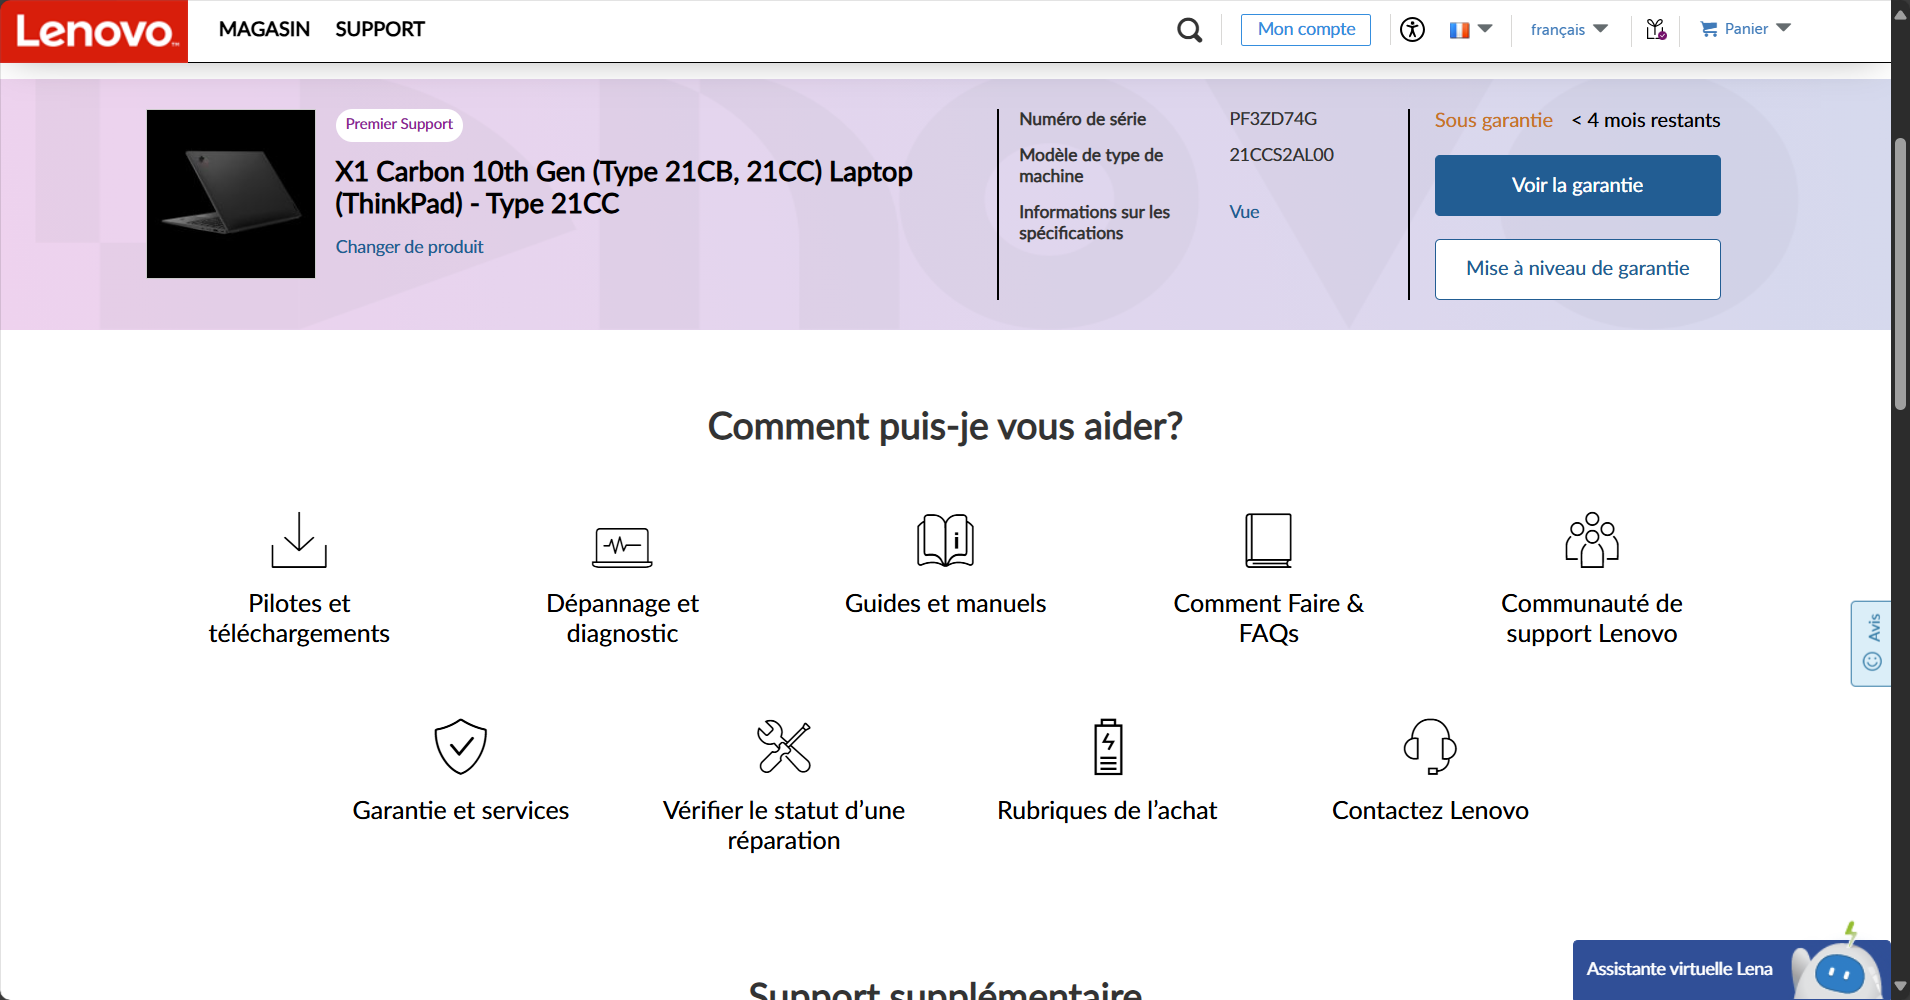 Lenovo™
MAGASIN
SUPPORT
Mon compte
français
Panier
Premier Support
X1 Carbon 10th Gen (Type 21CB, 21CC) Laptop
(ThinkPad) - Type 21CC
Changer de produit
Numéro de série
PF3ZD74G
Modèle de type de
machine
21CCS2AL00
Informations sur les
spécifications
Vue
Sous garantie < 4 mois restants
Voir la garantie
Mise à niveau de garantie
Comment puis-je vous aider?
Pilotes et
téléchargements
Dépannage et
diagnostic
Guides et manuels
Comment Faire &
FAQs
Communauté de
support Lenovo
Avis
Garantie et services
Vérifier le statut d’une
réparation
Rubriques de l’achat
Contactez Lenovo
Support supplémentaire
Assistante virtuelle Lena